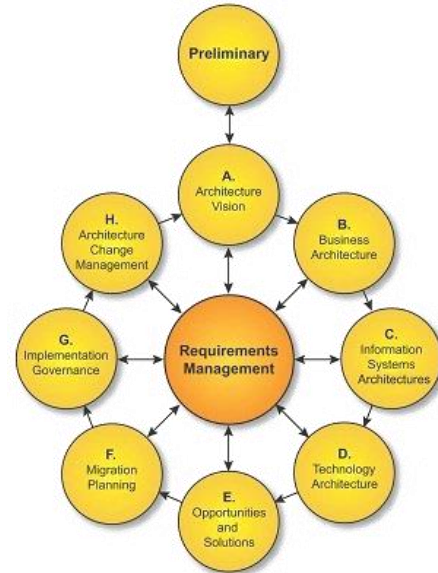 Preliminary
A.
Architecture
Vision
B.
Business
Architecture
C.
Information
Systems
Architectures
D.
Technology
Architecture
E.
Opportunities
and
Solutions
F.
Migration
Planning
G.
Implementation
Governance
H.
Architecture
Change
Management
Requirements
Management